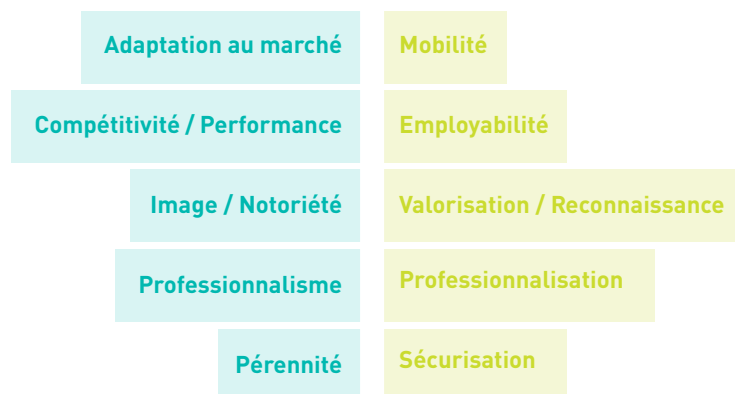 Adaptation au marché
Mobilité
Compétitivité / Performance
Employabilité
Image / Notoriété
Valorisation / Reconnaissance
Professionnalisme
Professionnalisation
Pérennité
Sécurisation